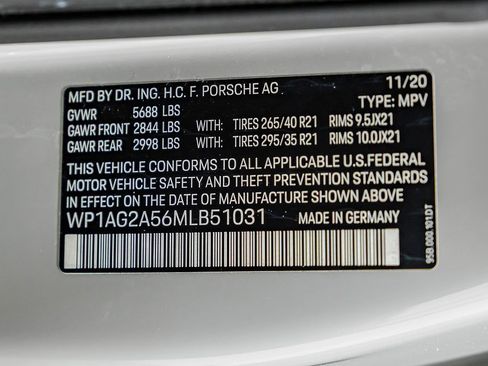 MFD BY DR. ING. H.C. F. PORSCHE AG 11/20
GVWR 5688 LBS TYPE: MPV
GAWR FRONT 2844 LBS WITH: TIRES 265/40 R21 RIMS 9.5JX21
GAWR REAR 2998 LBS WITH: TIRES 295/35 R21 RIMS 10.0JX21
THIS VEHICLE CONFORMS TO ALL APPLICABLE U.S.FEDERAL
MOTOR VEHICLE SAFETY AND THEFT PREVENTION STANDARDS
IN EFFECT ON THE DATE OF MANUFACTURE SHOWN ABOVE.
WP1AG2A56MLB51031 MADE IN GERMANY
95B.000.101.DT